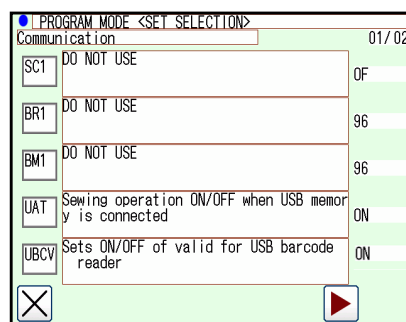 PROGRAM MODE <SET SELECTION>
Communication 01/02
SC1 DO NOT USE OF
BR1 DO NOT USE 96
BM1 DO NOT USE 96
UAT Sewing operation ON/OFF when USB memor
y is connected ON
UBCV Sets ON/OFF of valid for USB barcode
reader ON